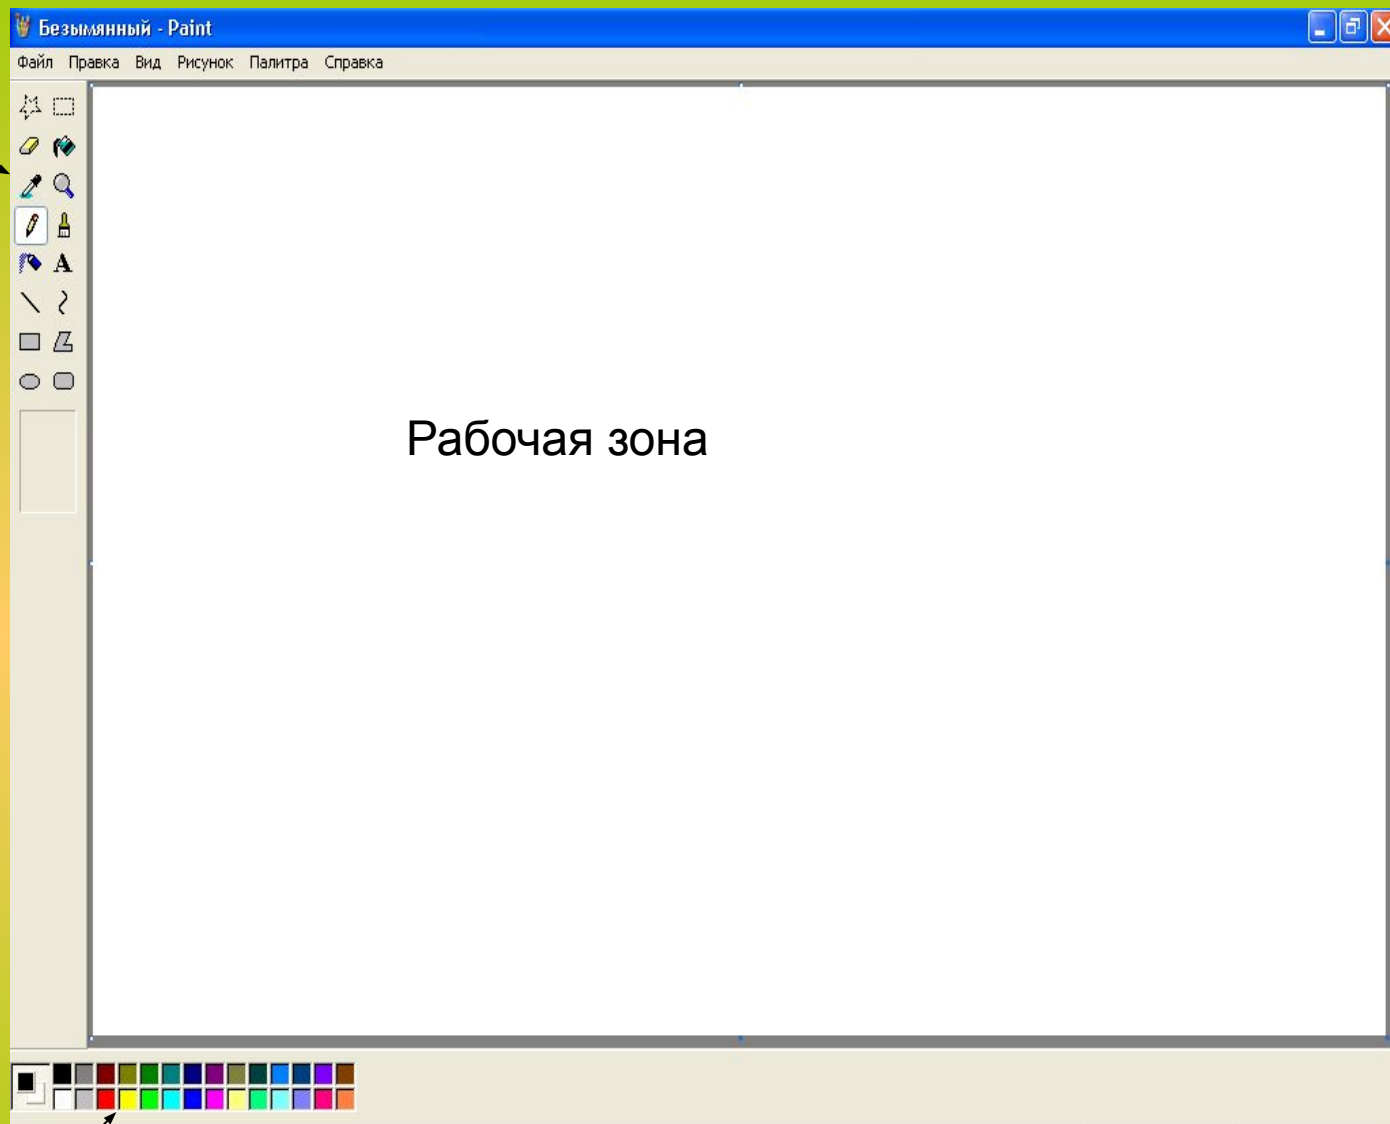 Безымянный - Paint
Файл Правка Вид Рисунок Палитра Справка
A
Рабочая зона